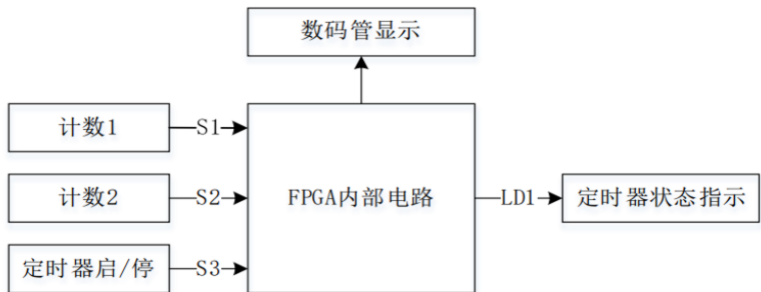 数码管显示
计数1
S1
计数2
S2
FPGA内部电路
LD1
定时器状态指示
定时器启/停
S3